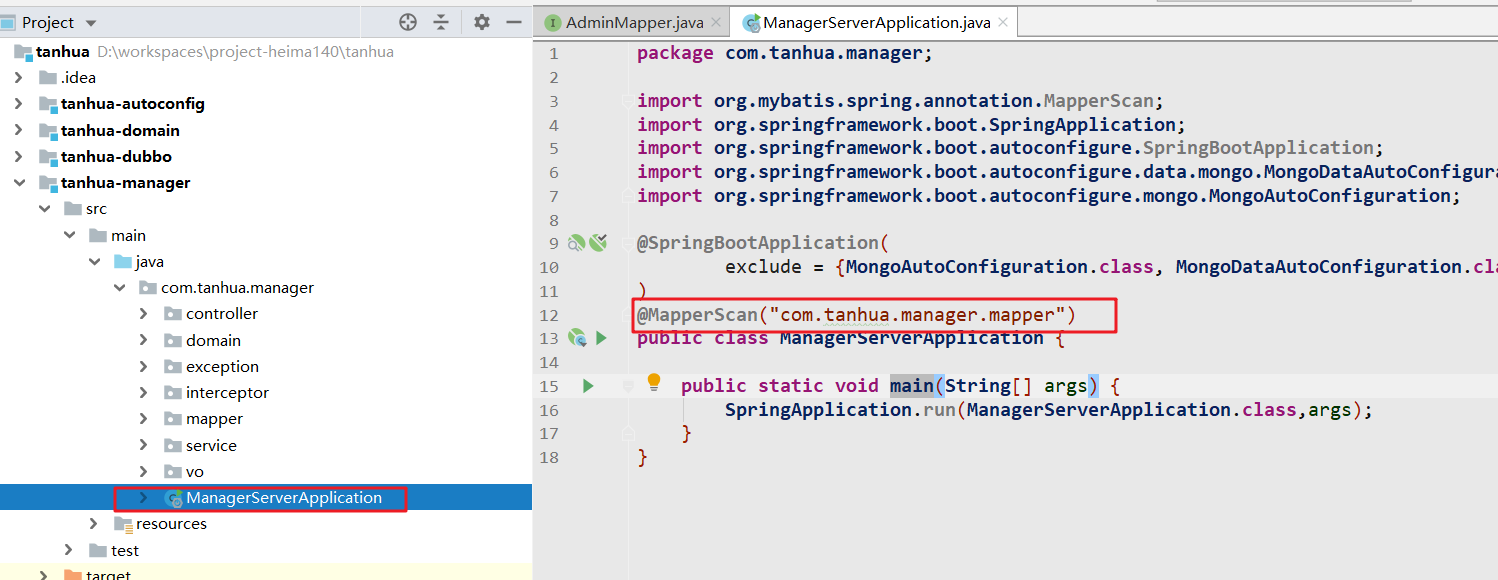 Project
tanhua D:\workspaces\project-heima140\tanhua
.idea
tanhua-autoconfig
tanhua-domain
tanhua-dubbo
tanhua-manager
src
main
java
com.tanhua.manager
controller
domain
exception
interceptor
mapper
service
vo
ManagerServerApplication
resources
test
target
AdminMapper.java
ManagerServerApplication.java
1 package com.tanhua.manager;
2
3 import org.mybatis.spring.annotation.MapperScan;
4 import org.springframework.boot.SpringApplication;
5 import org.springframework.boot.autoconfigure.SpringBootApplication;
6 import org.springframework.boot.autoconfigure.data.mongo.MongoDataAutoConfigura
7 import org.springframework.boot.autoconfigure.mongo.MongoAutoConfiguration;
8
9 @SpringBootApplication(
10 exclude = {MongoAutoConfiguration.class, MongoDataAutoConfiguration.cla
11 )
12 @MapperScan("com.tanhua.manager.mapper")
13 public class ManagerServerApplication {
14
15 public static void main(String[] args) {
16 SpringApplication.run(ManagerServerApplication.class,args);
17 }
18 }